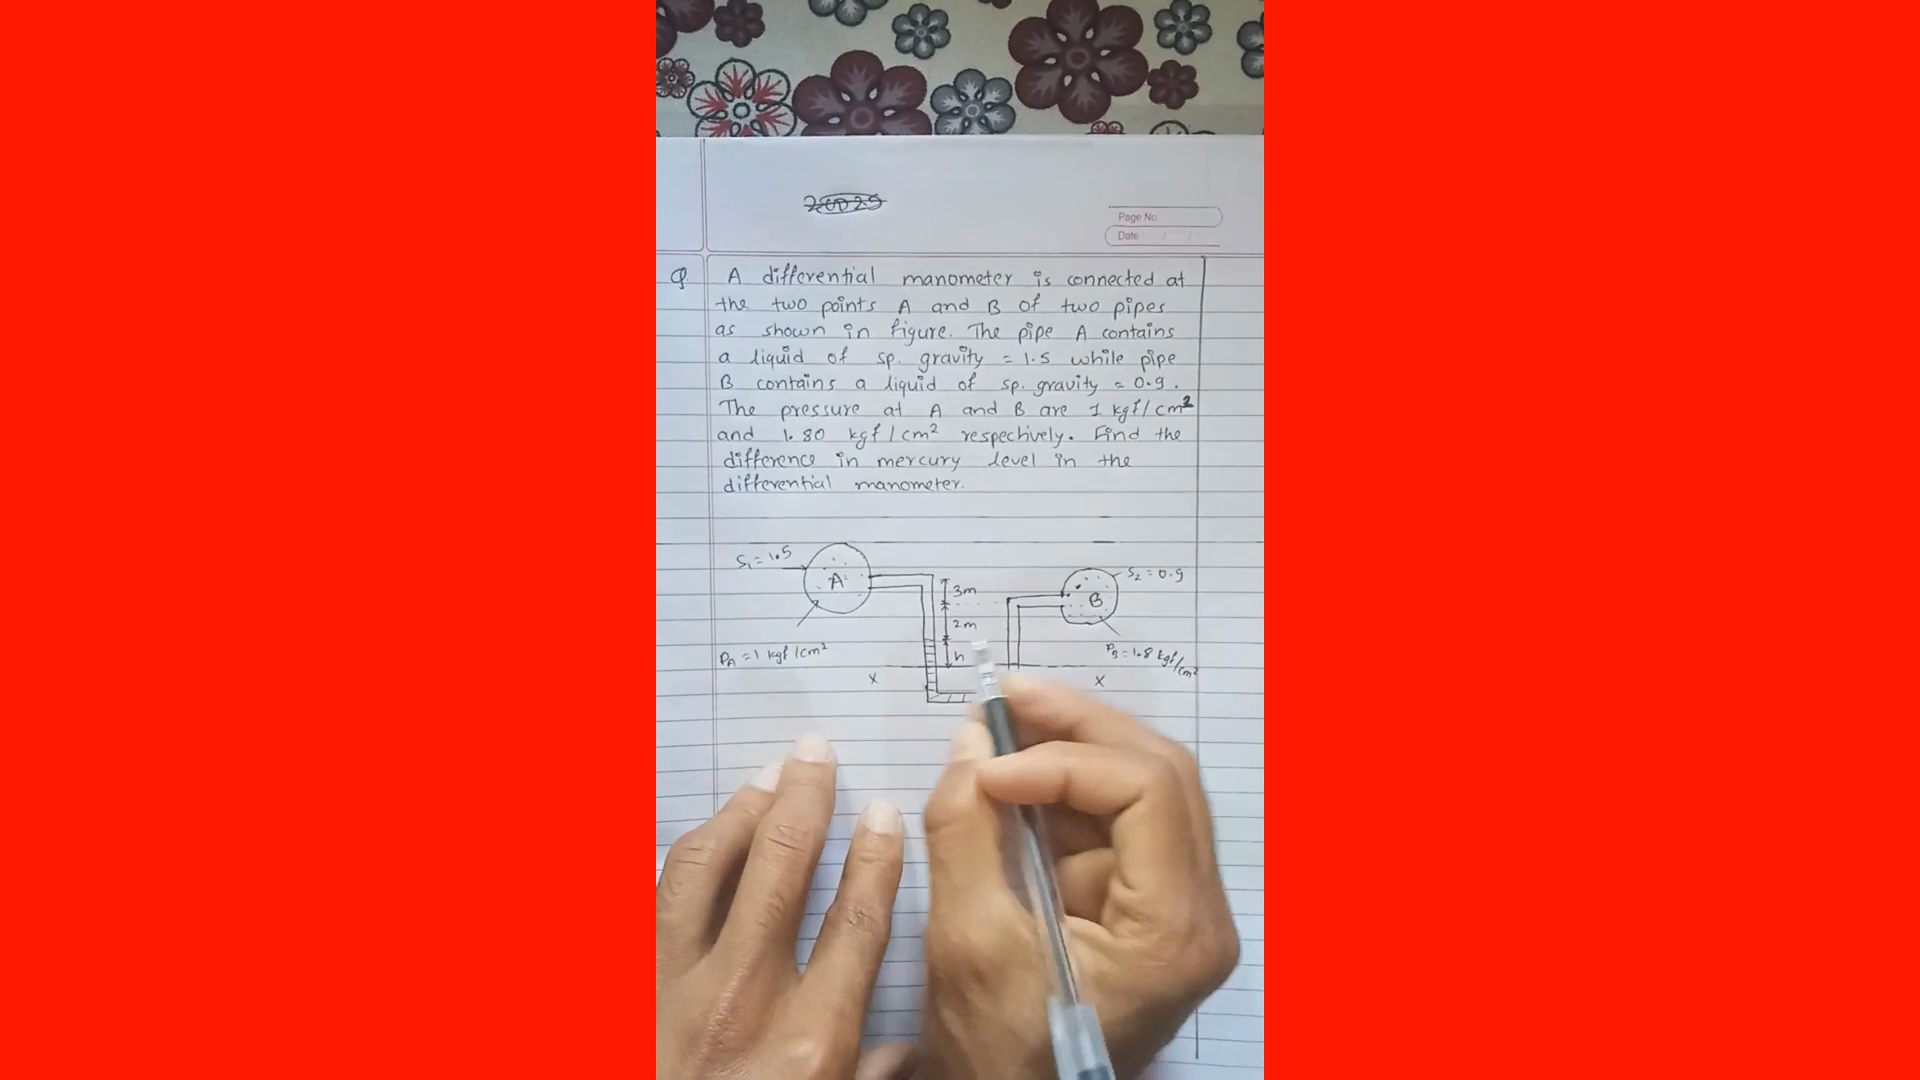 Page No
Date / /
Q A differential manometer is connected at
the two points A and B of two pipes
as shown in figure. The pipe A contains
a liquid of sp. gravity = 1.5 while pipe
B contains a liquid of sp. gravity = 0.9.
The pressure at A and B are 1 kgf/cm²
and 1.80 kgf/cm² respectively. Find the
difference in mercury level in the
differential manometer.
S₁ = 1.5
A
3m
S₂ = 0.9
B
2m
P_A = 1 kgf/cm²
h
P_B = 1.8 kgf/cm²
X X